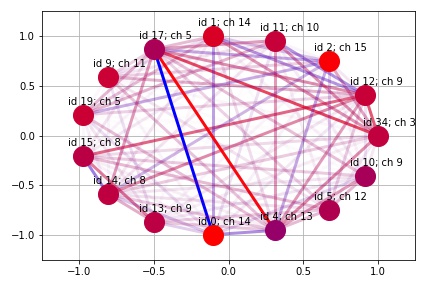 id 1; ch 14
id 17; ch 5
id 11; ch 10
id 2; ch 15
id 9; ch 11
id 12; ch 9
id 19; ch 5
id 34; ch 3
id 15; ch 8
id 10; ch 9
id 14; ch 8
id 5; ch 12
id 13; ch 9
id 0; ch 14
id 4; ch 13
1.0
0.5
0.0
−0.5
−1.0
−1.0 −0.5 0.0 0.5 1.0